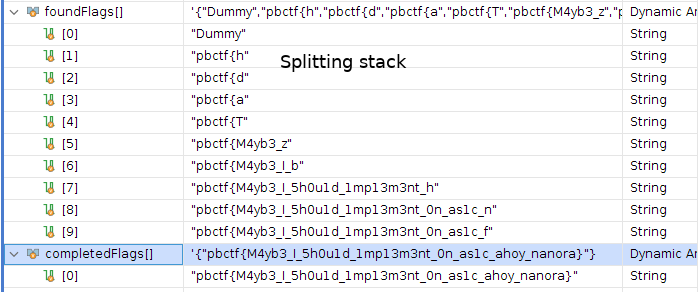 foundFlags[] '{"Dummy","pbctf{h","pbctf{d","pbctf{a","pbctf{T","pbctf{M4yb3_z","p Dynamic Ar
[0] "Dummy" String
[1] "pbctf{h" String
Splitting stack
[2] "pbctf{d" String
[3] "pbctf{a" String
[4] "pbctf{T" String
[5] "pbctf{M4yb3_z" String
[6] "pbctf{M4yb3_I_b" String
[7] "pbctf{M4yb3_I_5h0u1d_1mp13m3nt_h" String
[8] "pbctf{M4yb3_I_5h0u1d_1mp13m3nt_0n_as1c_n" String
[9] "pbctf{M4yb3_I_5h0u1d_1mp13m3nt_0n_as1c_f" String
completedFlags[] '{"pbctf{M4yb3_I_5h0u1d_1mp13m3nt_0n_as1c_ahoy_nanora}"} Dynamic Ar
[0] "pbctf{M4yb3_I_5h0u1d_1mp13m3nt_0n_as1c_ahoy_nanora}" String